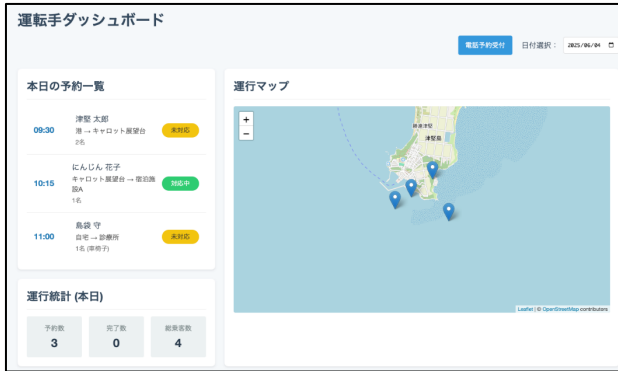 運転手ダッシュボード
電話予約受付
日付選択：
2025/06/04
本日の予約一覧
09:30
津堅 太郎
港 → キャロット展望台
2名
未対応
10:15
にんじん 花子
キャロット展望台 → 宿泊施
設A
1名
対応中
11:00
島袋 守
自宅 → 診療所
1名 (車椅子)
未対応
運行統計 (本日)
予約数
3
完了数
0
総乗客数
4
運行マップ
+
−
津堅島
Leaflet | © OpenStreetMap contributors